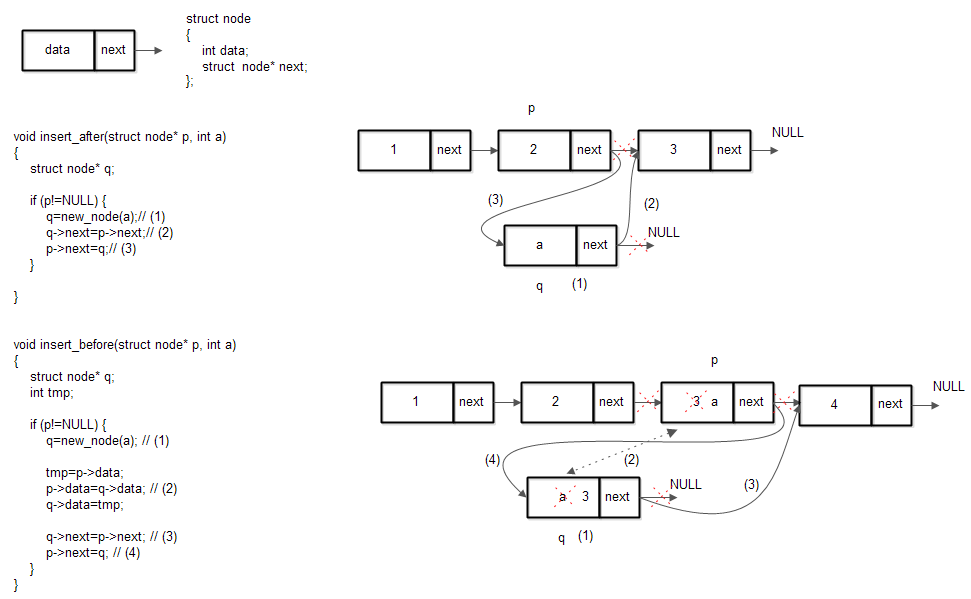 data next
struct node
{
int data;
struct node* next;
};
void insert_after(struct node* p, int a)
{
struct node* q;
if (p!=NULL) {
q=new_node(a);// (1)
q->next=p->next;// (2)
p->next=q;// (3)
}
}
p
NULL
1 next 2 next 3 next
(3) (2)
NULL
a next
q (1)
void insert_before(struct node* p, int a)
{
struct node* q;
int tmp;
if (p!=NULL) {
q=new_node(a); // (1)
tmp=p->data;
p->data=q->data; // (2)
q->data=tmp;
q->next=p->next; // (3)
p->next=q; // (4)
}
}
p
NULL
1 next 2 next 3 a next 4 next
(4) (2)
NULL (3)
a 3 next
q (1)